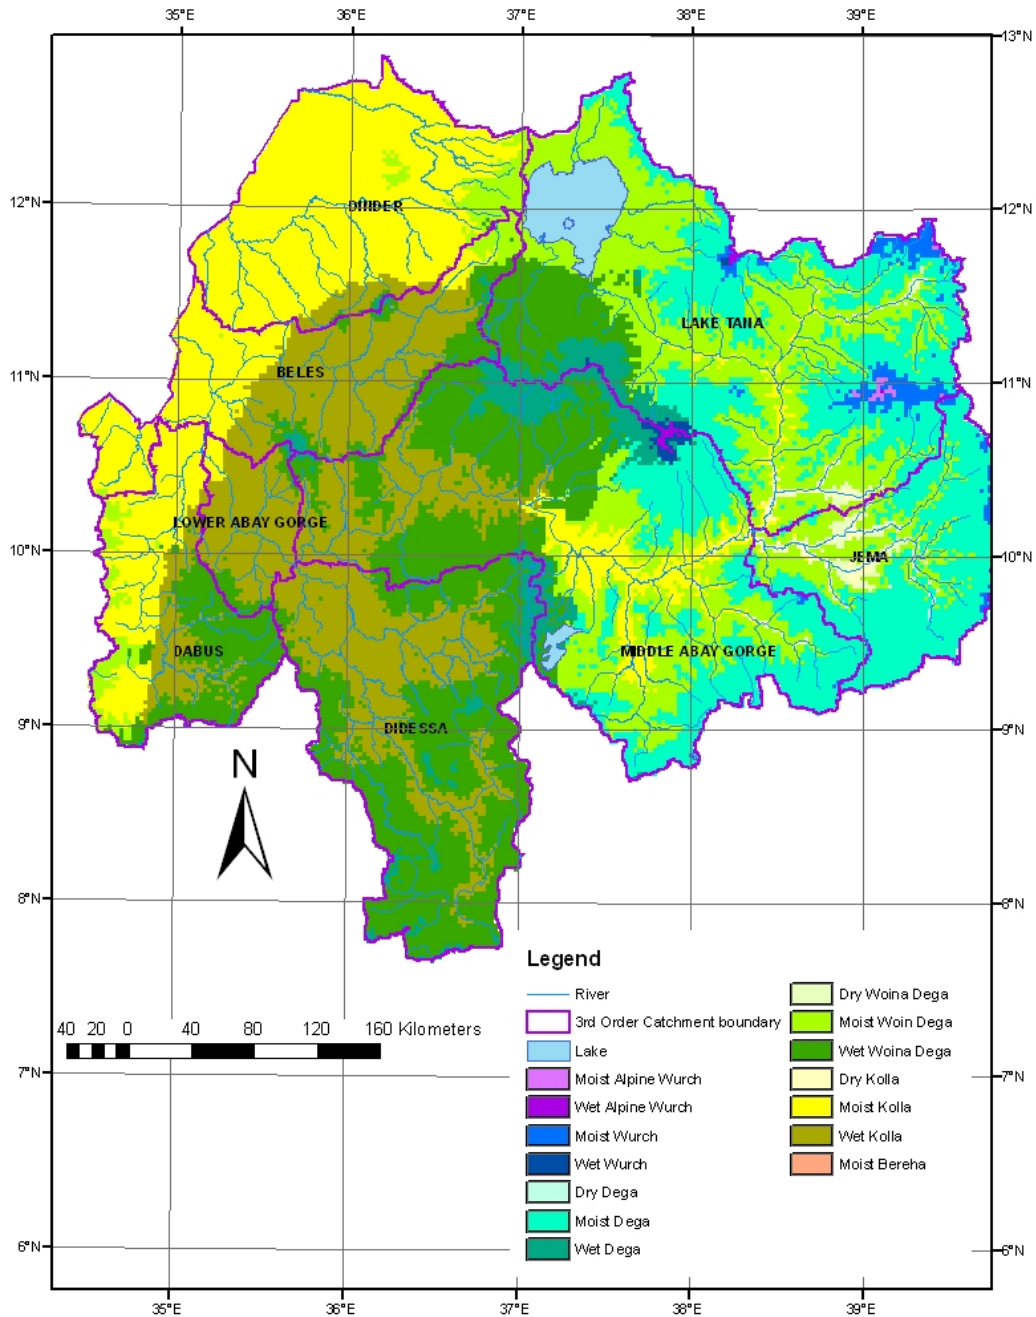 35°E 36°E 37°E 38°E 39°E
13°N
12°N 12°N
DINDER
LAKE TANA
11°N 11°N
BELES
LOWER ABAY GORGE
10°N 10°N
JEMA
DABUS MIDDLE ABAY GORGE
9°N 9°N
DIDESSA
N
8°N 8°N
Legend
River
3rd Order Catchment boundary
Lake
Moist Alpine Wurch
Wet Alpine Wurch
Moist Wurch
Wet Wurch
Dry Dega
Moist Dega
Wet Dega
Dry Woina Dega
Moist Woin Dega
Wet Woina Dega
Dry Kolla
Moist Kolla
Wet Kolla
Moist Bereha
40 20 0 40 80 120 160 Kilometers
7°N 7°N
6°N 6°N
35°E 36°E 37°E 38°E 39°E